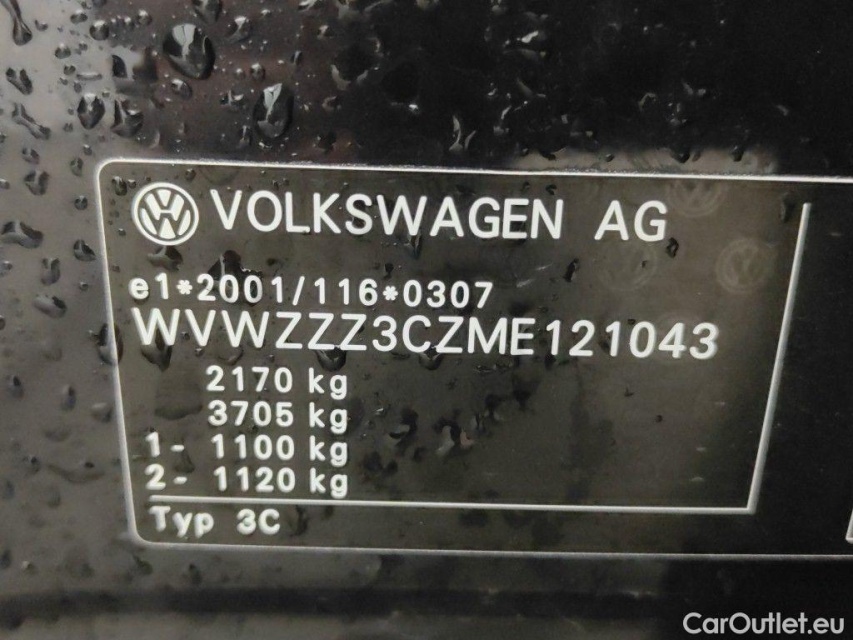 VOLKSWAGEN AG
e1*2001/116*0307
WVWZZZ3CZME121043
2170 kg
3705 kg
1- 1100 kg
2- 1120 kg
Typ 3C
CarOutlet.eu